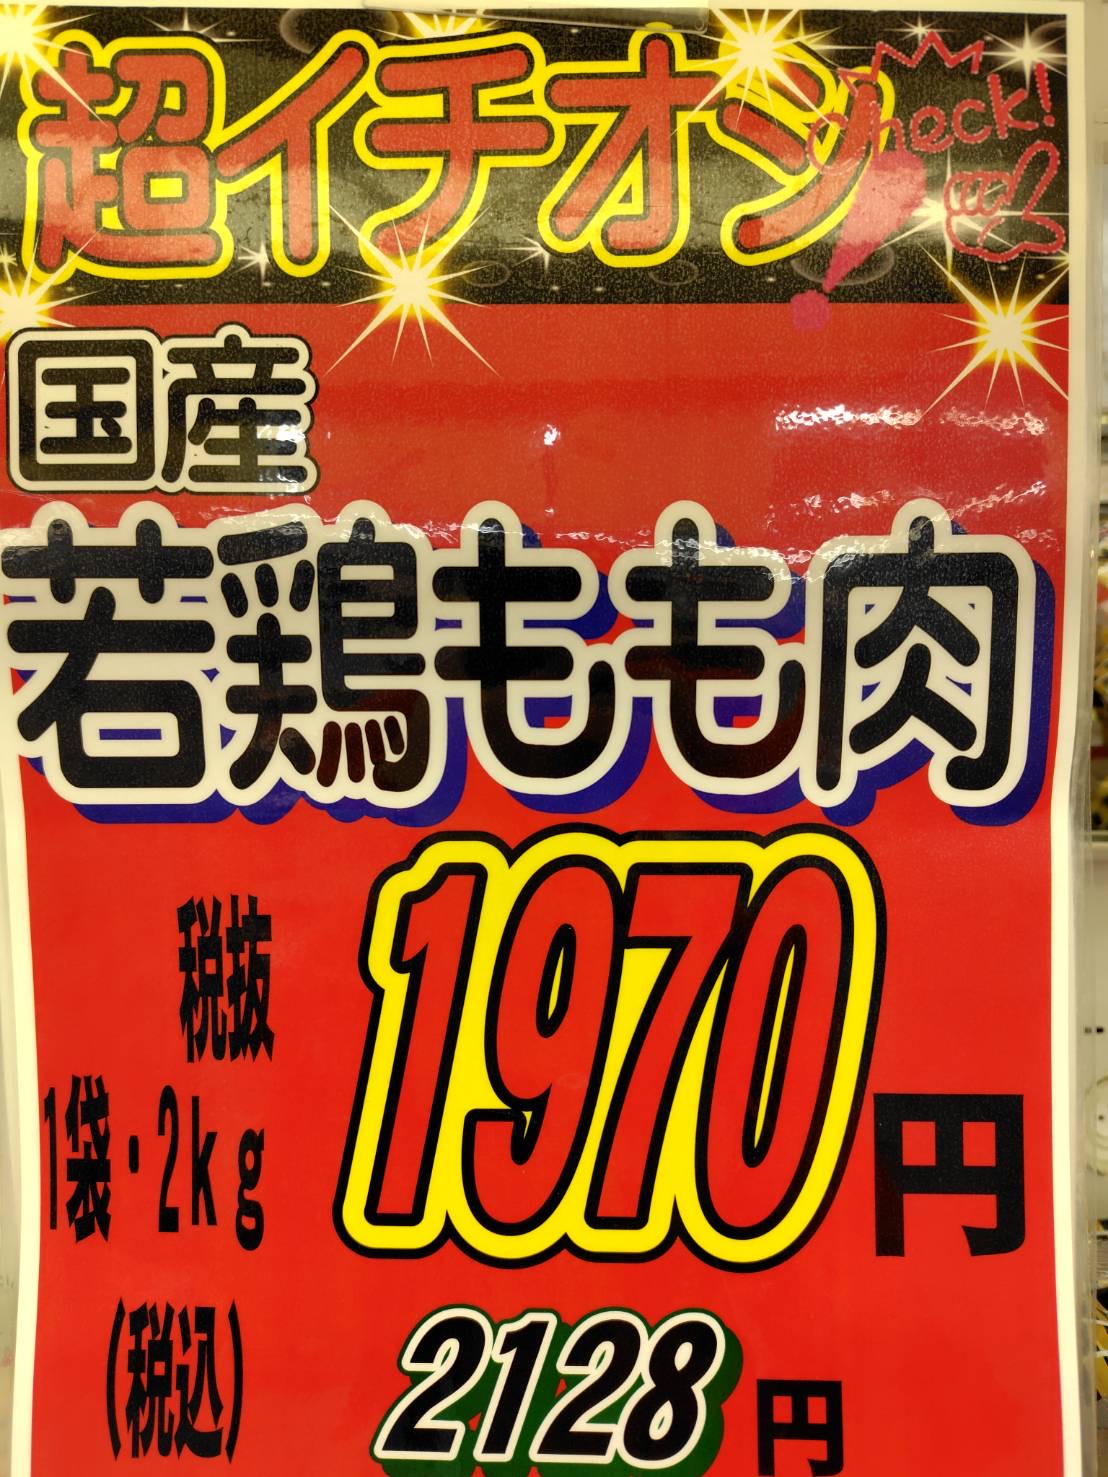 超イチオシ
check!
国産
若鶏もも肉
税抜
1袋・2kg
1970円
(税込)
2128円